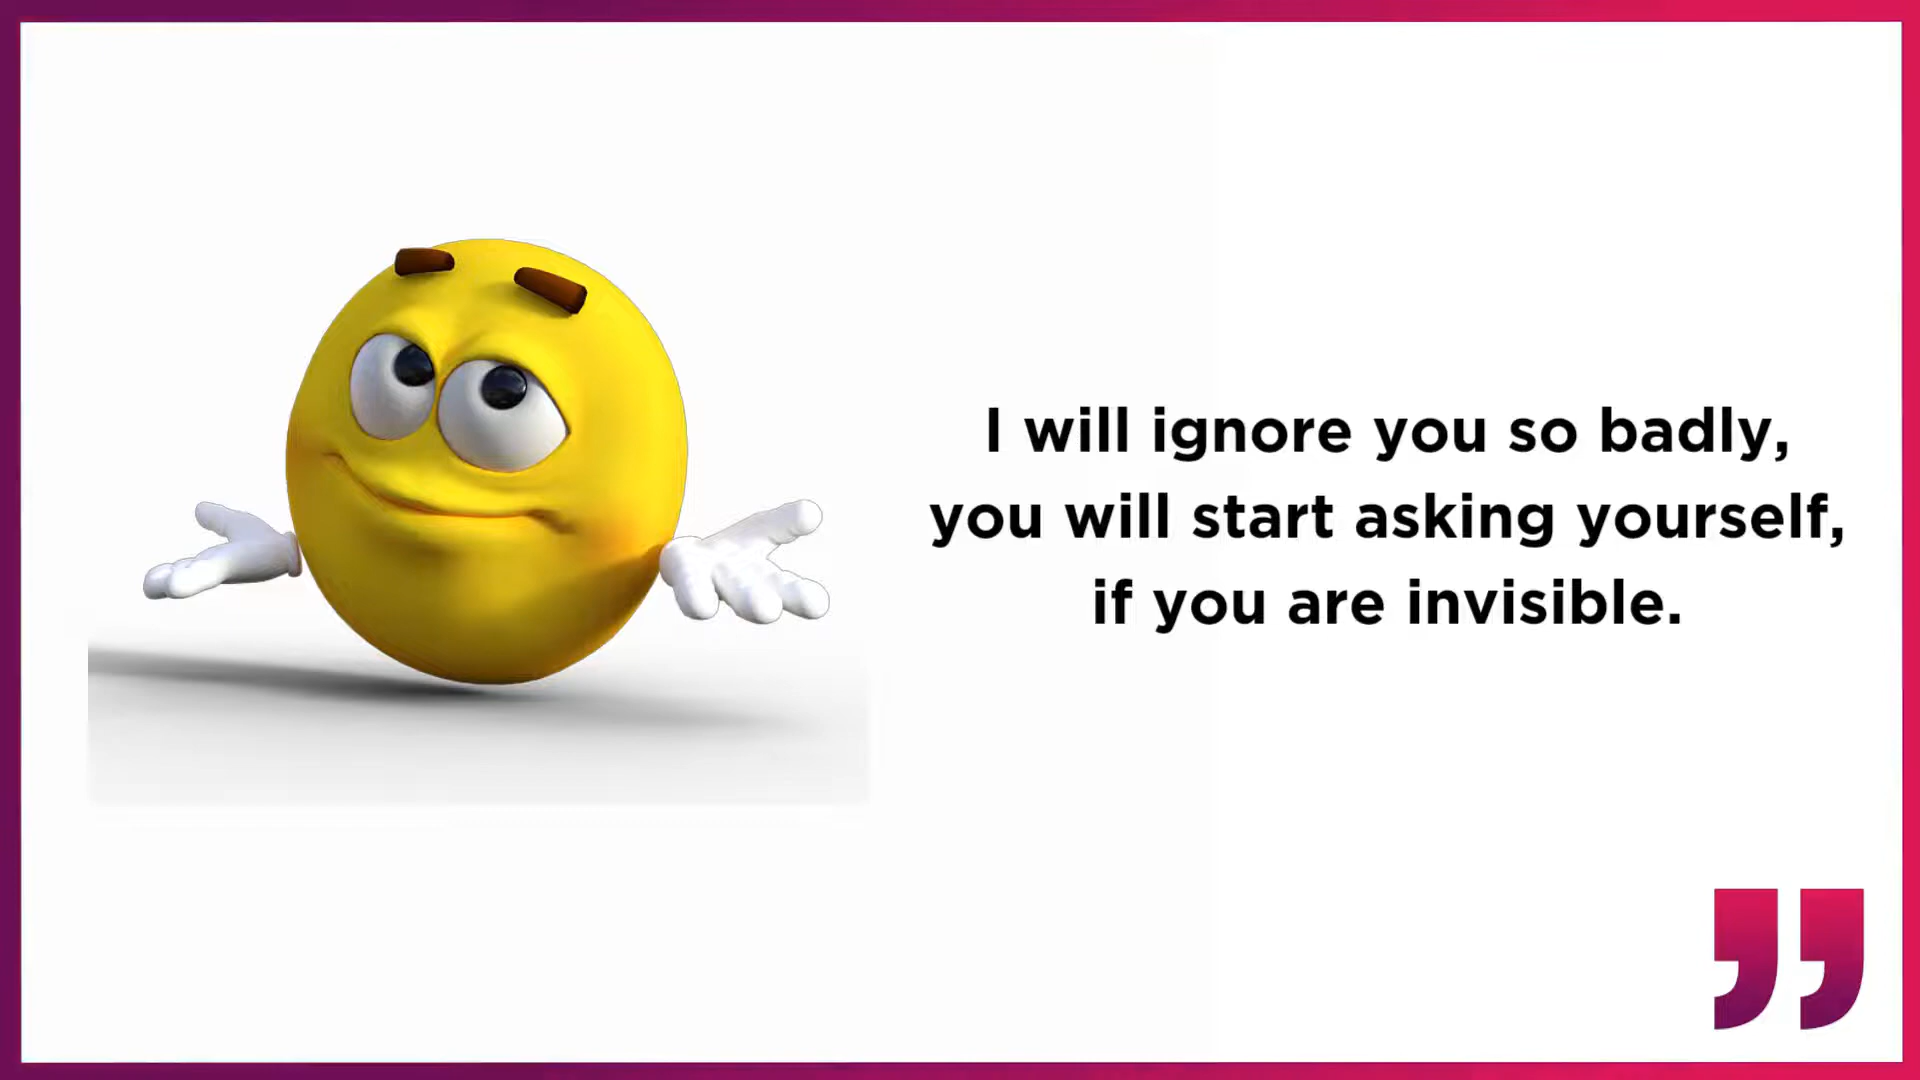 I will ignore you so badly,
you will start asking yourself,
if you are invisible.